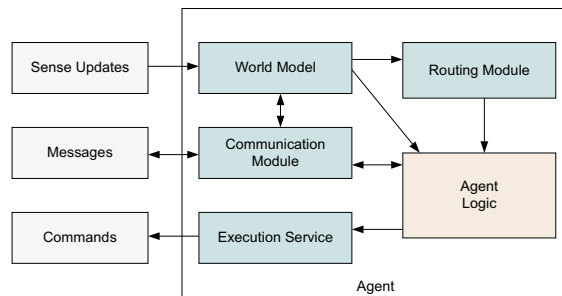 Sense Updates
World Model
Routing Module
Messages
Communication
Module
Agent
Logic
Commands
Execution Service
Agent